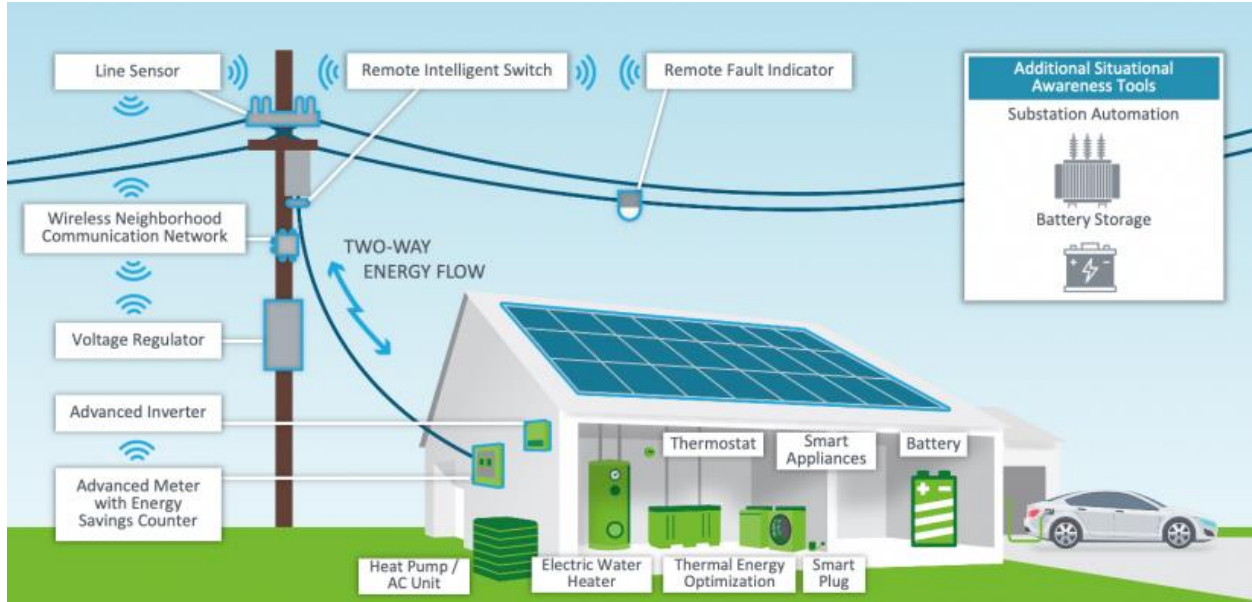 Line Sensor
Remote Intelligent Switch
Remote Fault Indicator
Additional Situational
Awareness Tools
Substation Automation
Battery Storage
Wireless Neighborhood
Communication Network
TWO-WAY
ENERGY FLOW
Voltage Regulator
Advanced Inverter
Advanced Meter
with Energy
Savings Counter
Thermostat
Smart
Appliances
Battery
Heat Pump /
AC Unit
Electric Water
Heater
Thermal Energy
Optimization
Smart
Plug